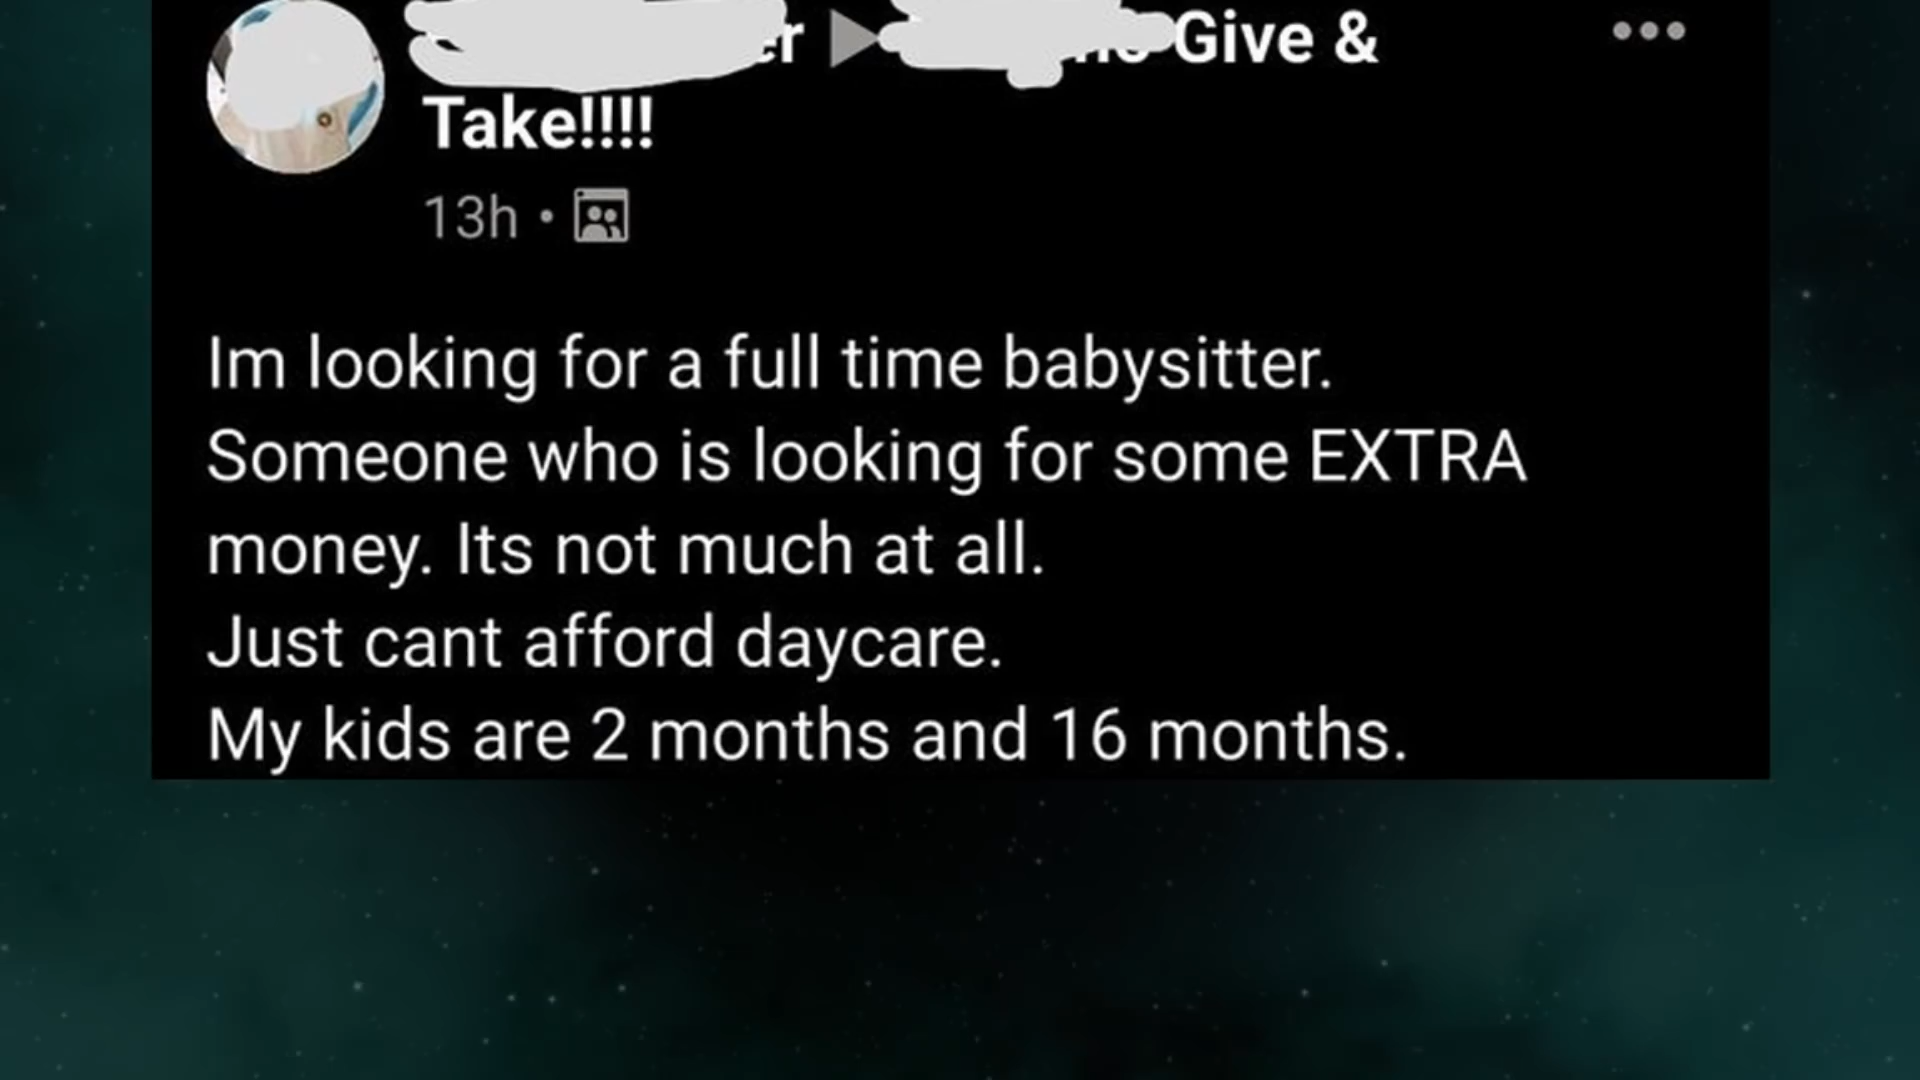 Give &
Take!!!!
13h •
Im looking for a full time babysitter.
Someone who is looking for some EXTRA
money. Its not much at all.
Just cant afford daycare.
My kids are 2 months and 16 months.